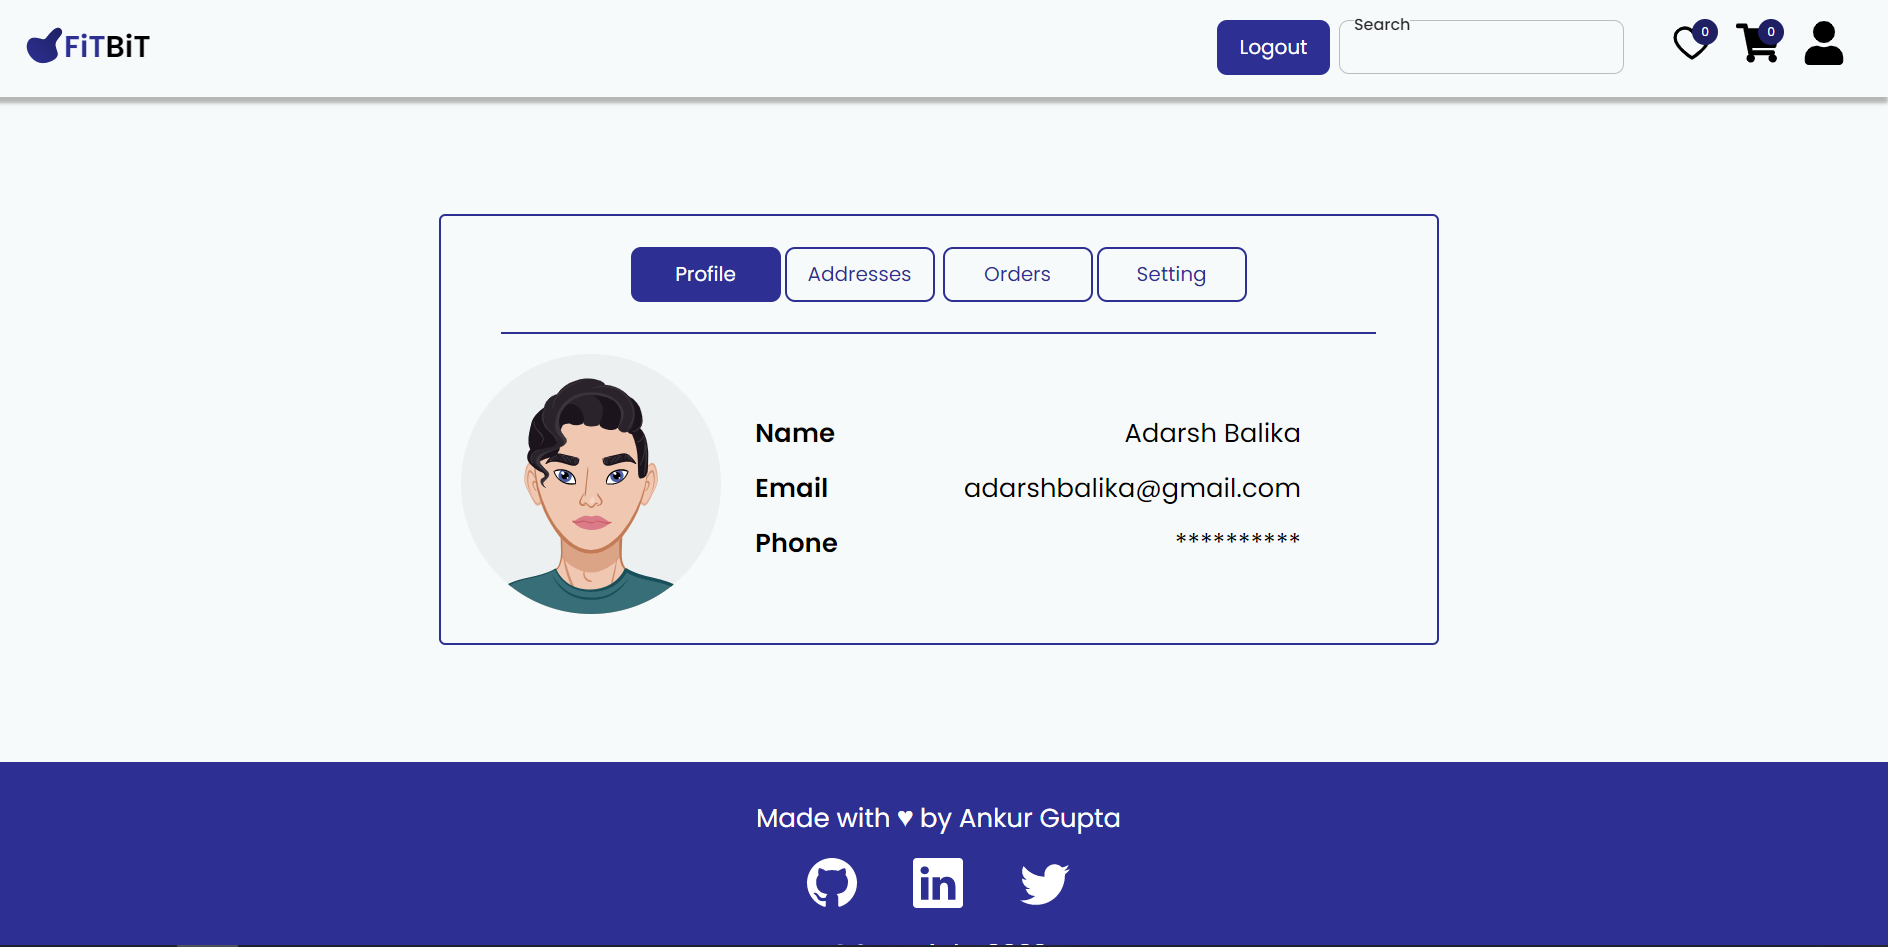 FiTBiT
Logout
Search
0
0
Profile
Addresses
Orders
Setting
Name
Adarsh Balika
Email
adarshbalika@gmail.com
Phone
**********
Made with ♥ by Ankur Gupta
in